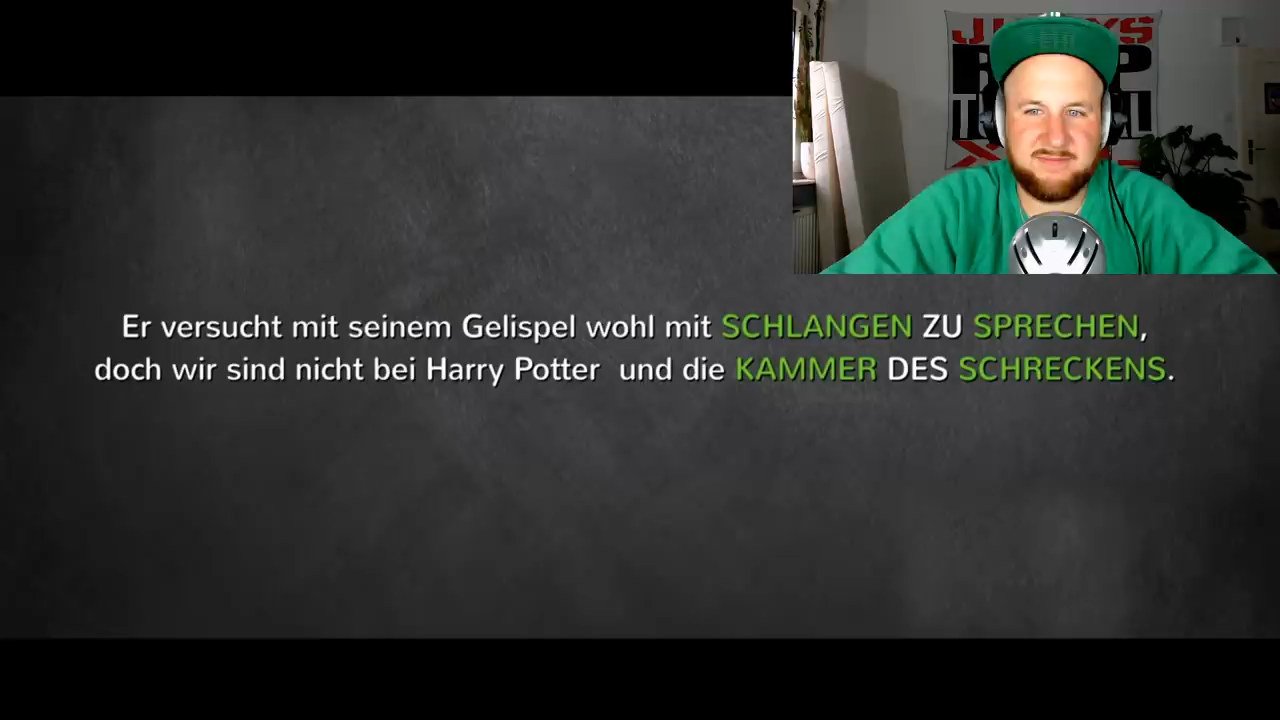 Er versucht mit seinem Gelispel wohl mit SCHLANGEN ZU SPRECHEN,
doch wir sind nicht bei Harry Potter und die KAMMER DES SCHRECKENS.